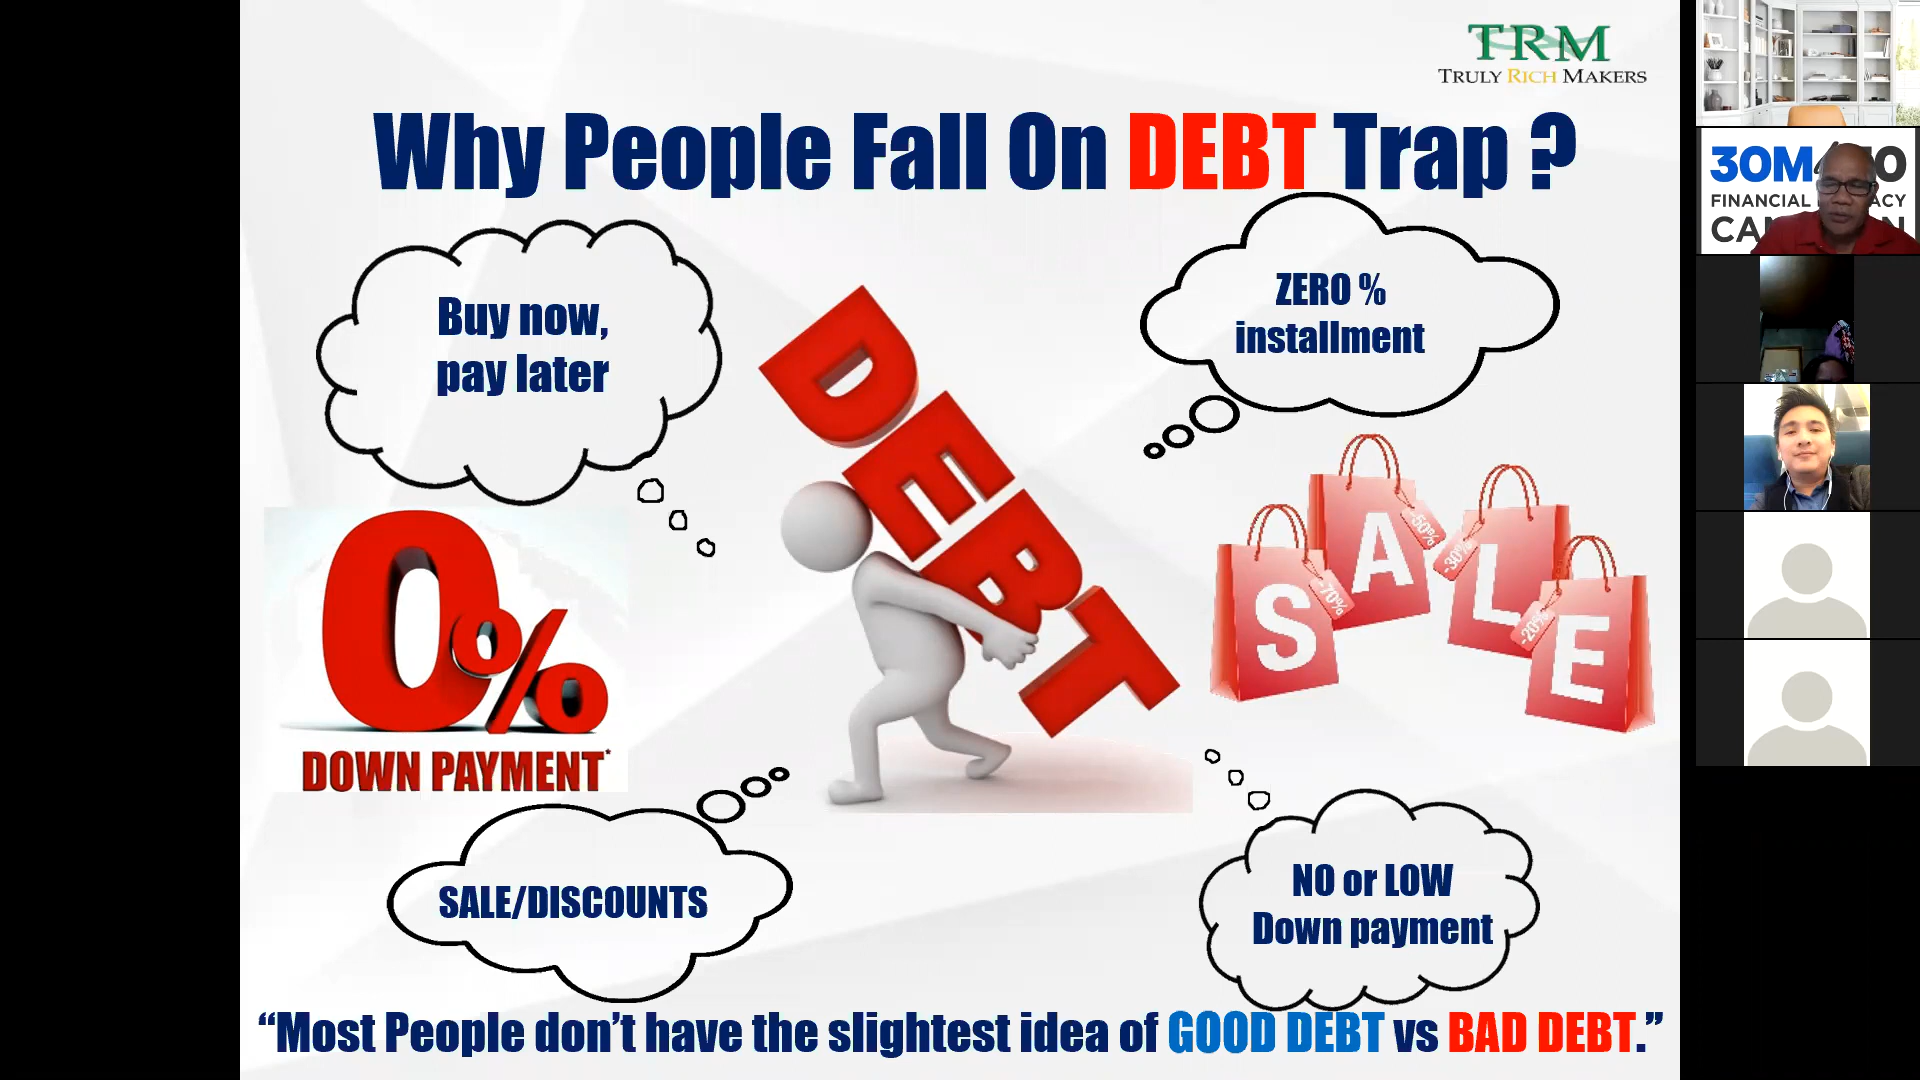 TRM
TRULY RICH MAKERS
Why People Fall On DEBT Trap ?
Buy now,
pay later
ZERO %
installment
DEBT
0%
DOWN PAYMENT*
SALE
-70%
-50%
-30%
-20%
SALE/DISCOUNTS
NO or LOW
Down payment
“Most People don’t have the slightest idea of GOOD DEBT vs BAD DEBT.”
30M
FINANCIAL